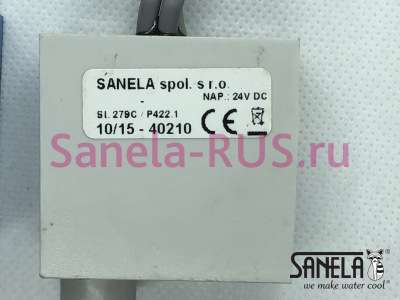 SANELA spol. s r.o.
- NAP.: 24V DC
SI. 279C / P422.1
10/15 - 40210
CE
Sanela-RUS.ru
SANELA
we make water cool®